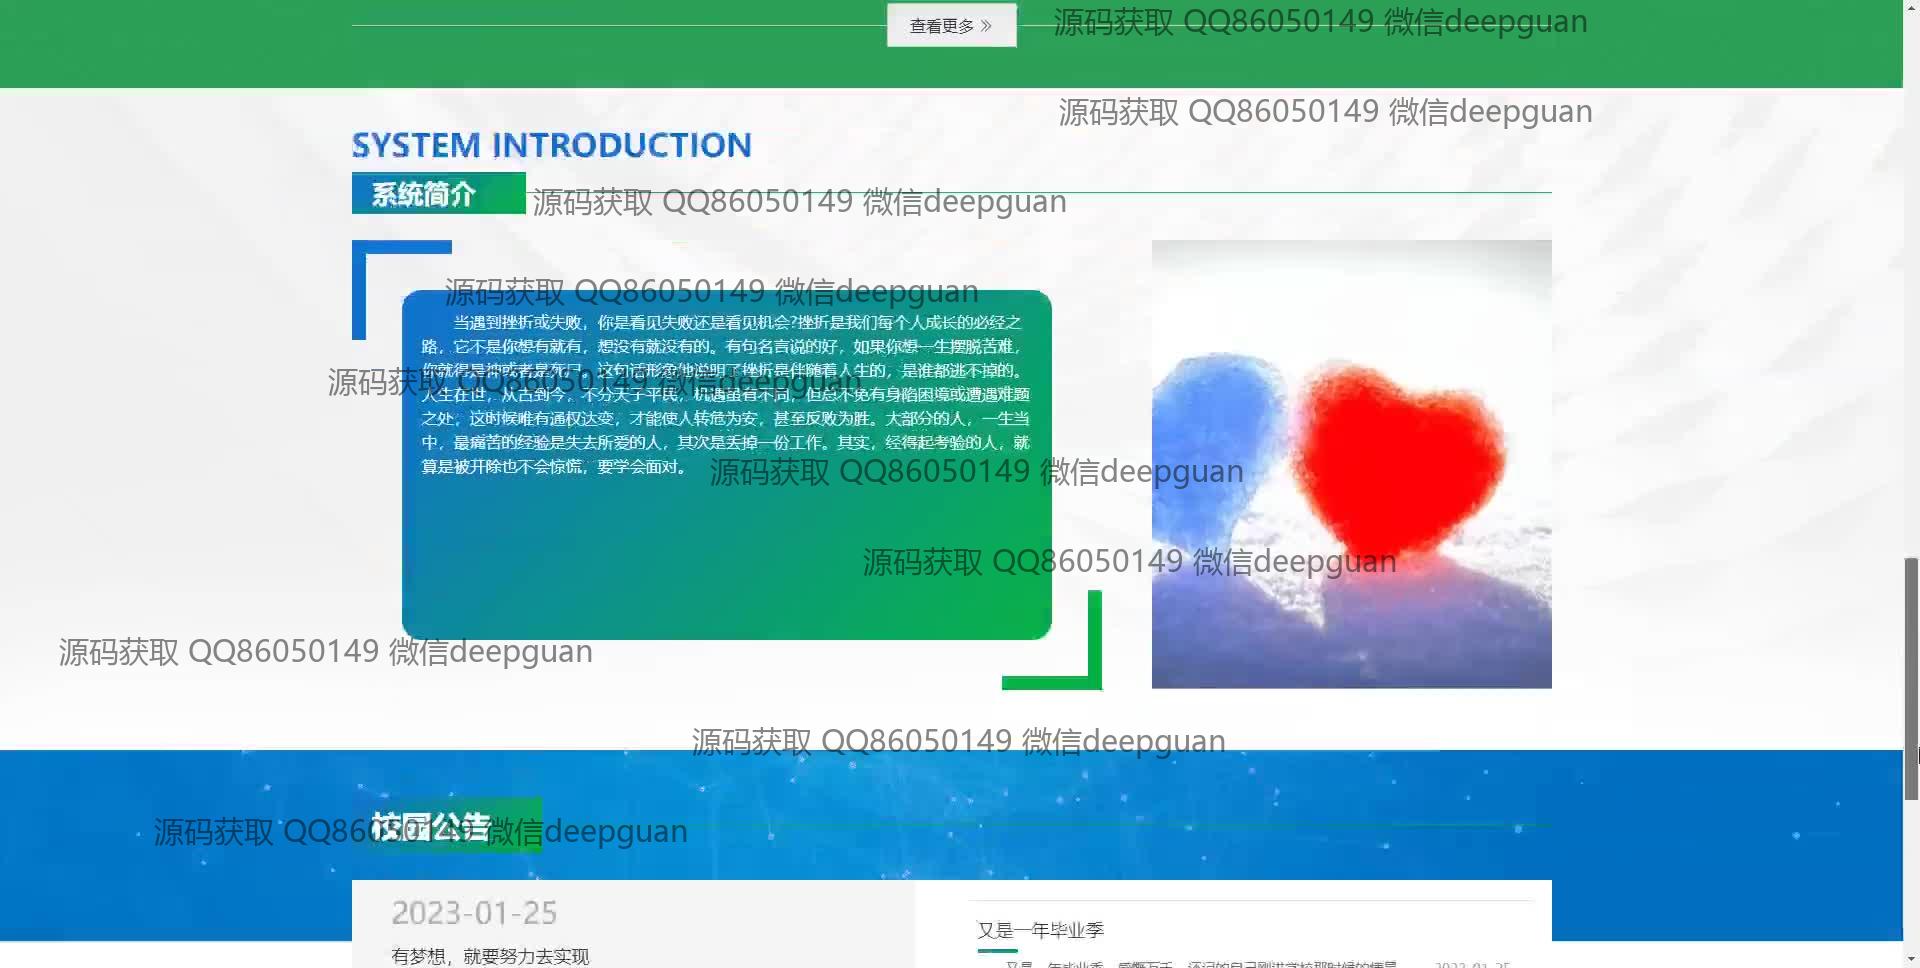 查看更多 »
源码获取 QQ86050149 微信deepguan
源码获取 QQ86050149 微信deepguan
SYSTEM INTRODUCTION
系统简介
源码获取 QQ86050149 微信deepguan
源码获取 QQ86050149 微信deepguan
当遇到挫折或失败，你是看见失败还是看见机会?挫折是我们每个人成长的必经之
路，它不是你想有就有，想没有就没有的。有句名言说的好，如果你想一生摆脱苦难，
你就得是神或者是死尸。这句话形象地说明了挫折是伴随着人生的，是谁都逃不掉的。
源码获取 QQ86050149 微信deepguan
人生在世，从古到今，不分天子平民，机遇虽有不同，但总不免有身陷困境或遭遇难题
之处，这时候唯有通权达变，才能使人转危为安，甚至反败为胜。大部分的人，一生当
中，最痛苦的经验是失去所爱的人，其次是丢掉一份工作。其实，经得起考验的人，就
算是被开除也不会惊慌，要学会面对。
源码获取 QQ86050149 微信deepguan
源码获取 QQ86050149 微信deepguan
源码获取 QQ86050149 微信deepguan
源码获取 QQ86050149 微信deepguan
校园公告
源码获取 QQ86050149 微信deepguan
2023-01-25
有梦想，就要努力去实现
又是一年毕业季